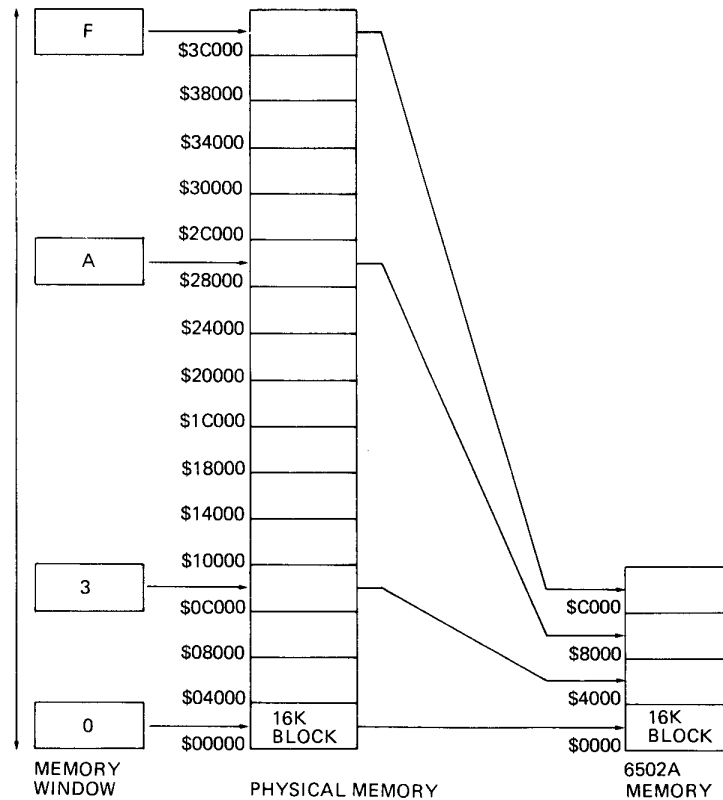 F
$3C000
$38000
$34000
$30000
$2C000
A
$28000
$24000
$20000
$1C000
$18000
$14000
$10000
3
$0C000
$C000
$08000
$8000
$04000
$4000
0
16K
BLOCK
16K
BLOCK
$00000
$0000
MEMORY
WINDOW
PHYSICAL MEMORY
6502A
MEMORY